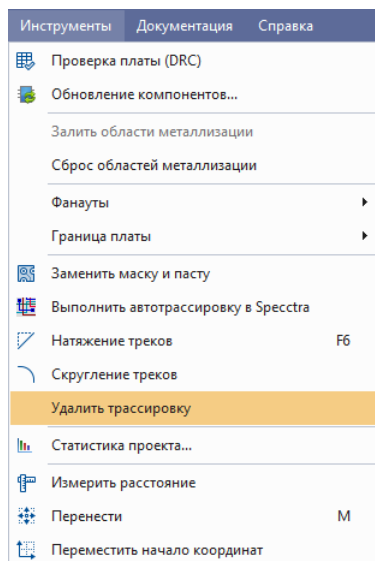 Инструменты Документация Справка
Проверка платы (DRC)
Обновление компонентов...
Залить области металлизации
Сброс областей металлизации
Фанауты
Граница платы
Заменить маску и пасту
Выполнить автотрассировку в Specctra
Натяжение треков F6
Скругление треков
Удалить трассировку
Статистика проекта...
Измерить расстояние
Перенести M
Переместить начало координат